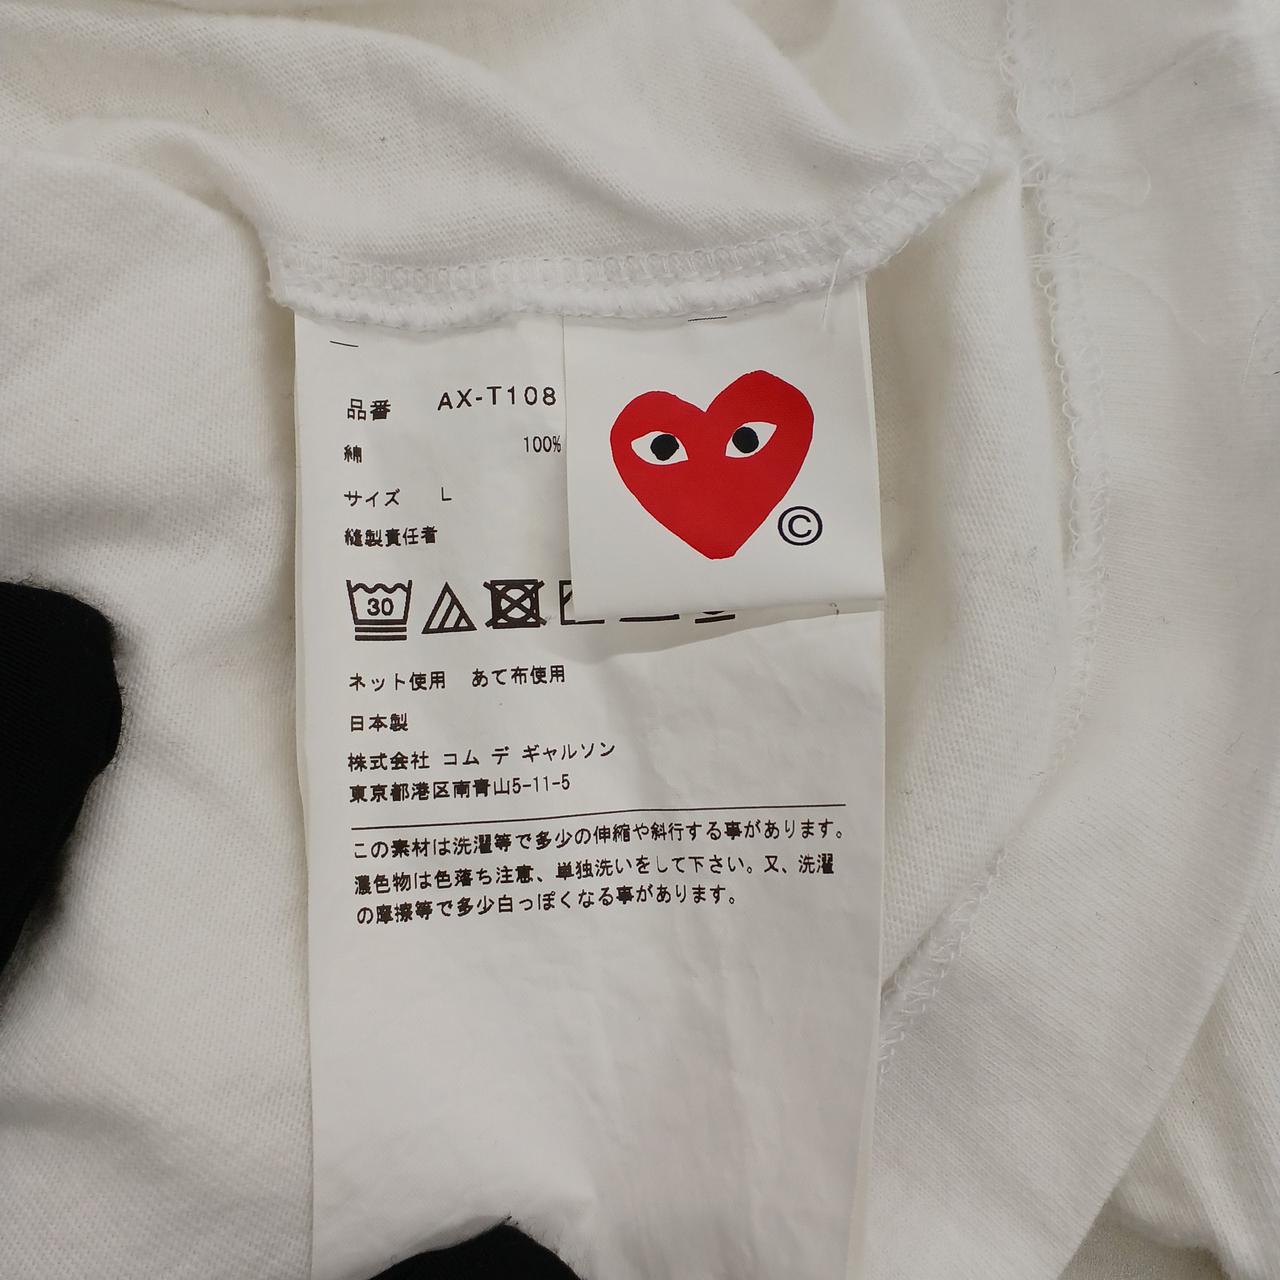 品番 AX-T108
綿 100%
サイズ L
縫製責任者
30
ネット使用 あて布使用
日本製
株式会社 コム デ ギャルソン
東京都港区南青山5-11-5
この素材は洗濯等で多少の伸縮や斜行する事があります。
濃色物は色落ち注意、単独洗いをして下さい。又、洗濯
の摩擦等で多少白っぽくなる事があります。
©